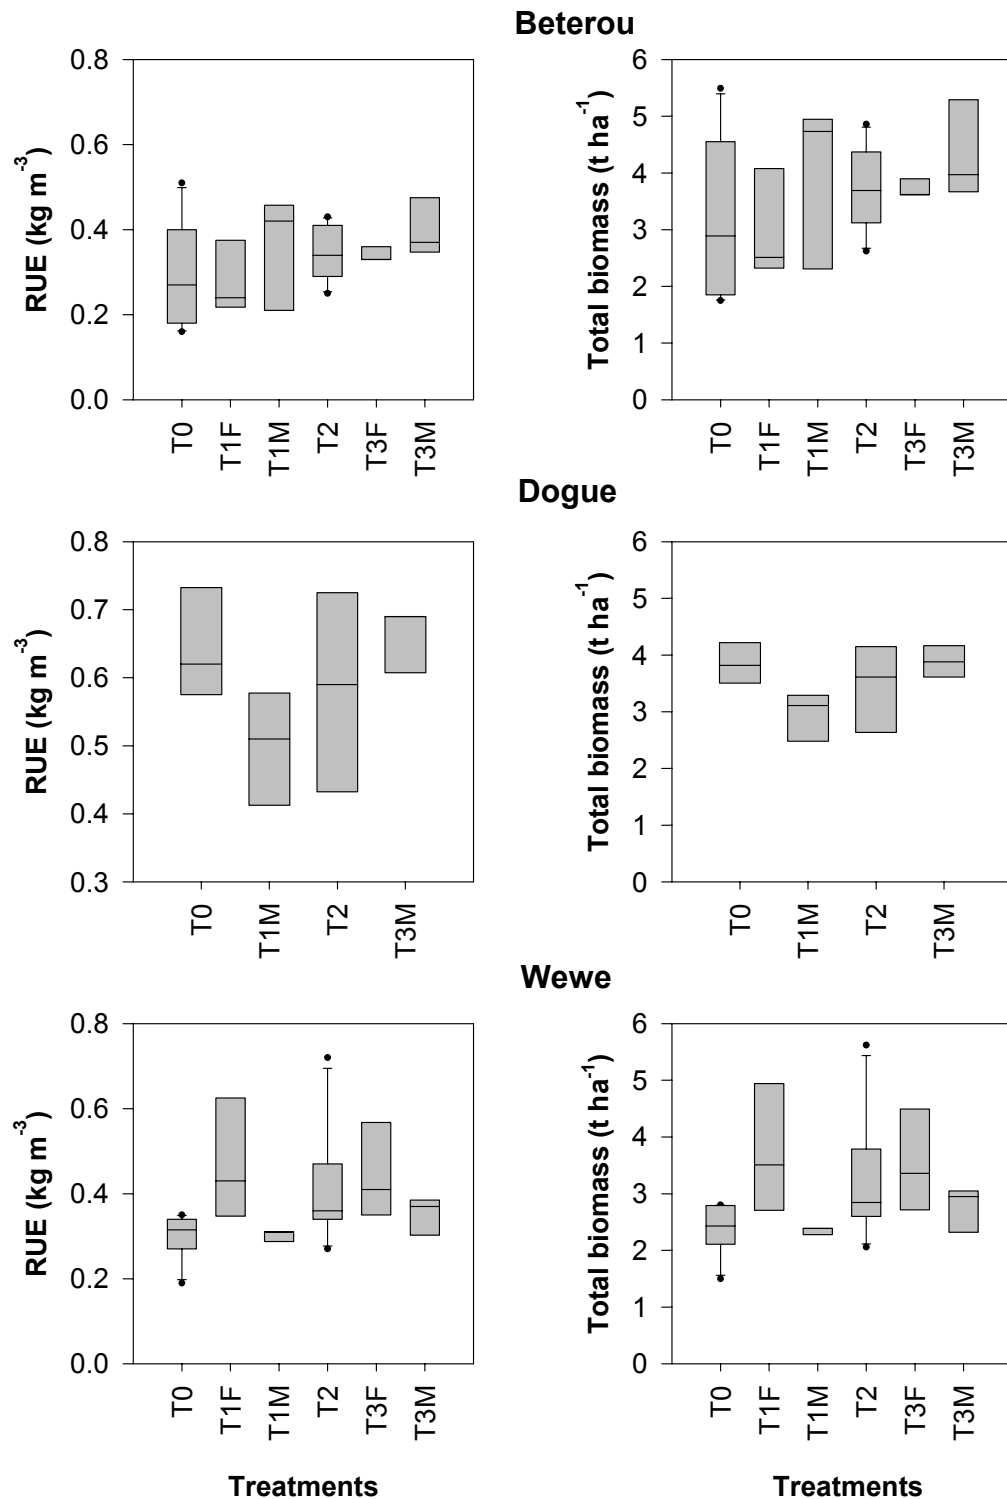 Beterou
RUE (kg m-3)
0.8
0.6
0.4
0.2
0.0
T0 T1F T1M T2 T3F T3M
Total biomass (t ha-1)
6
5
4
3
2
1
0
T0 T1F T1M T2 T3F T3M
Dogue
RUE (kg m-3)
0.8
0.7
0.6
0.5
0.4
0.3
T0 T1M T2 T3M
Total biomass (t ha-1)
6
5
4
3
2
1
0
T0 T1M T2 T3M
Wewe
RUE (kg m-3)
0.8
0.6
0.4
0.2
0.0
T0 T1F T1M T2 T3F T3M
Treatments
Total biomass (t ha-1)
6
5
4
3
2
1
0
T0 T1F T1M T2 T3F T3M
Treatments